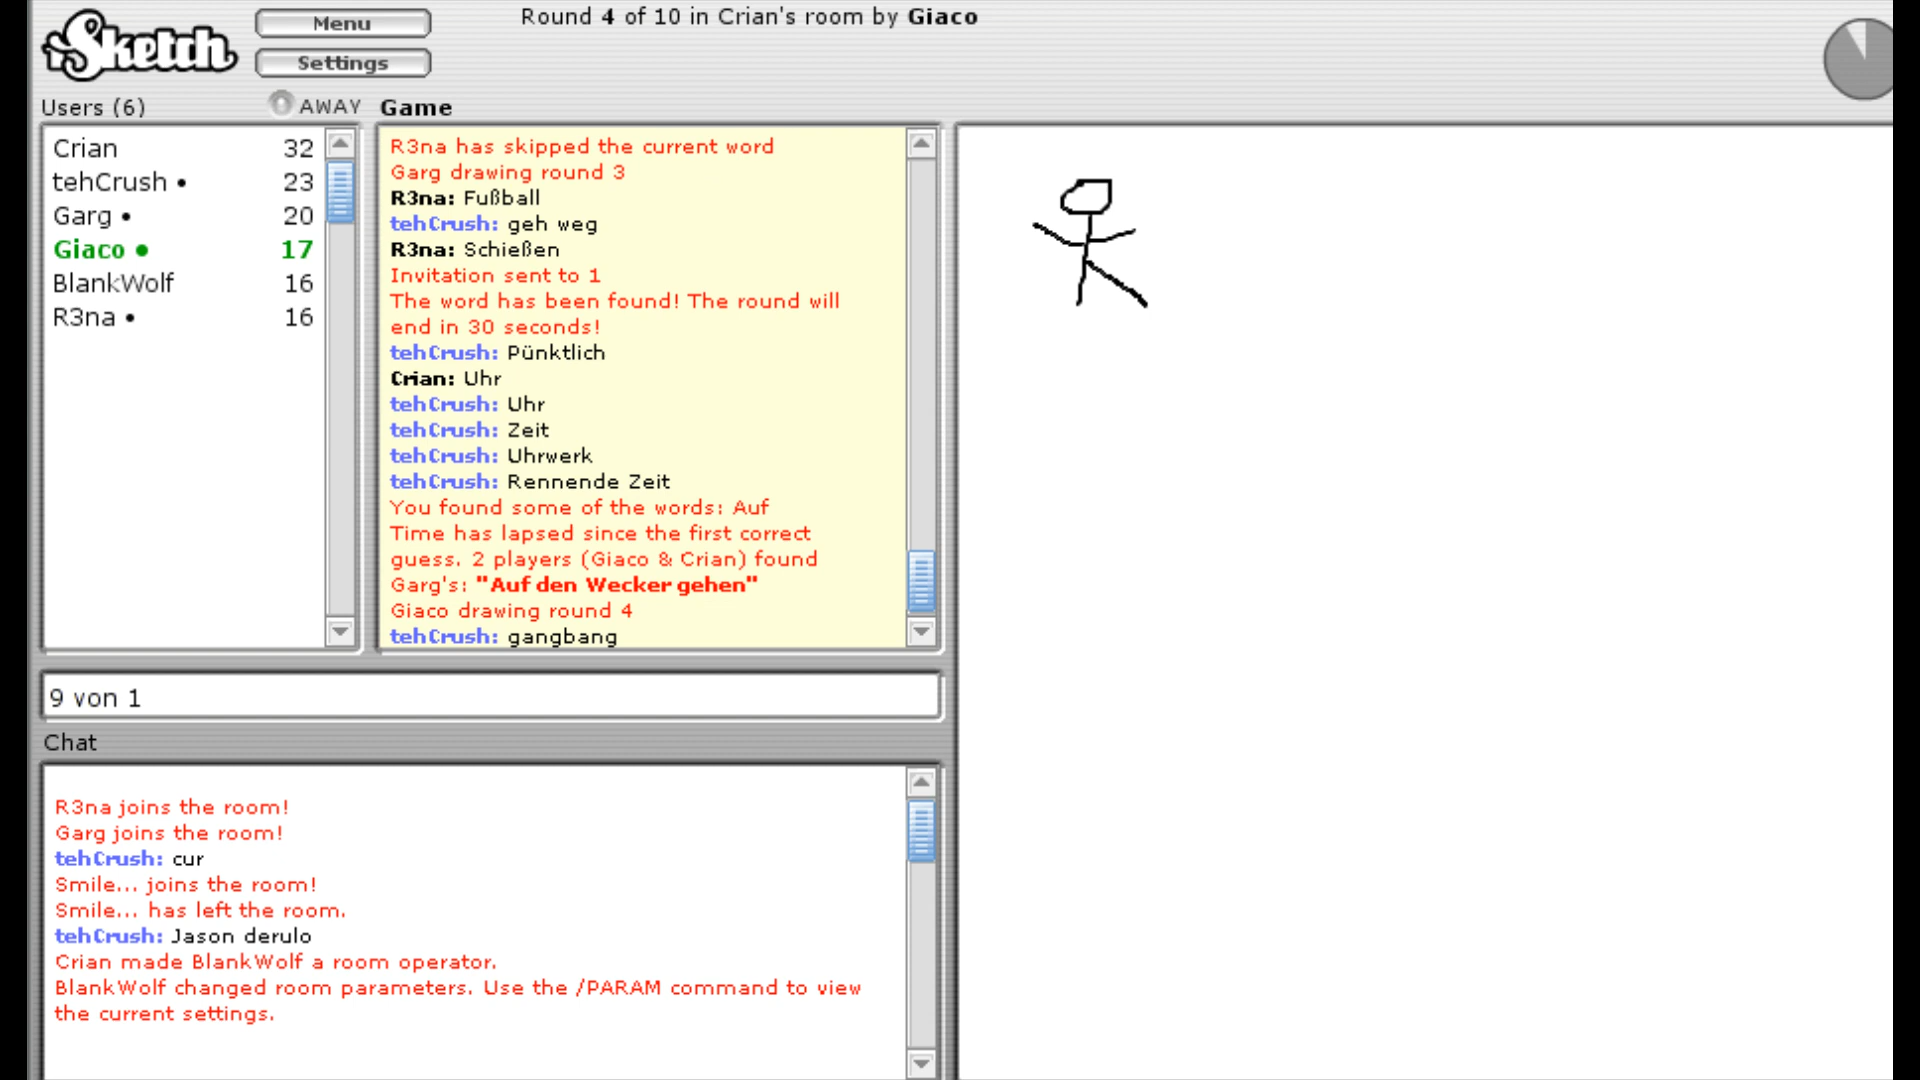 iSketch
Menu
Settings
Round 4 of 10 in Crian's room by Giaco
Users (6)
AWAY
Game
Crian 32
tehCrush • 23
Garg • 20
Giaco • 17
BlankWolf 16
R3na • 16
R3na has skipped the current word
Garg drawing round 3
R3na: Fußball
tehCrush: geh weg
R3na: Schießen
Invitation sent to 1
The word has been found! The round will
end in 30 seconds!
tehCrush: Pünktlich
Crian: Uhr
tehCrush: Uhr
tehCrush: Zeit
tehCrush: Uhrwerk
tehCrush: Rennende Zeit
You found some of the words: Auf
Time has lapsed since the first correct
guess. 2 players (Giaco & Crian) found
Garg's: "Auf den Wecker gehen"
Giaco drawing round 4
tehCrush: gangbang
9 von 1
Chat
R3na joins the room!
Garg joins the room!
tehCrush: cur
Smile... joins the room!
Smile... has left the room.
tehCrush: Jason derulo
Crian made BlankWolf a room operator.
BlankWolf changed room parameters. Use the /PARAM command to view
the current settings.